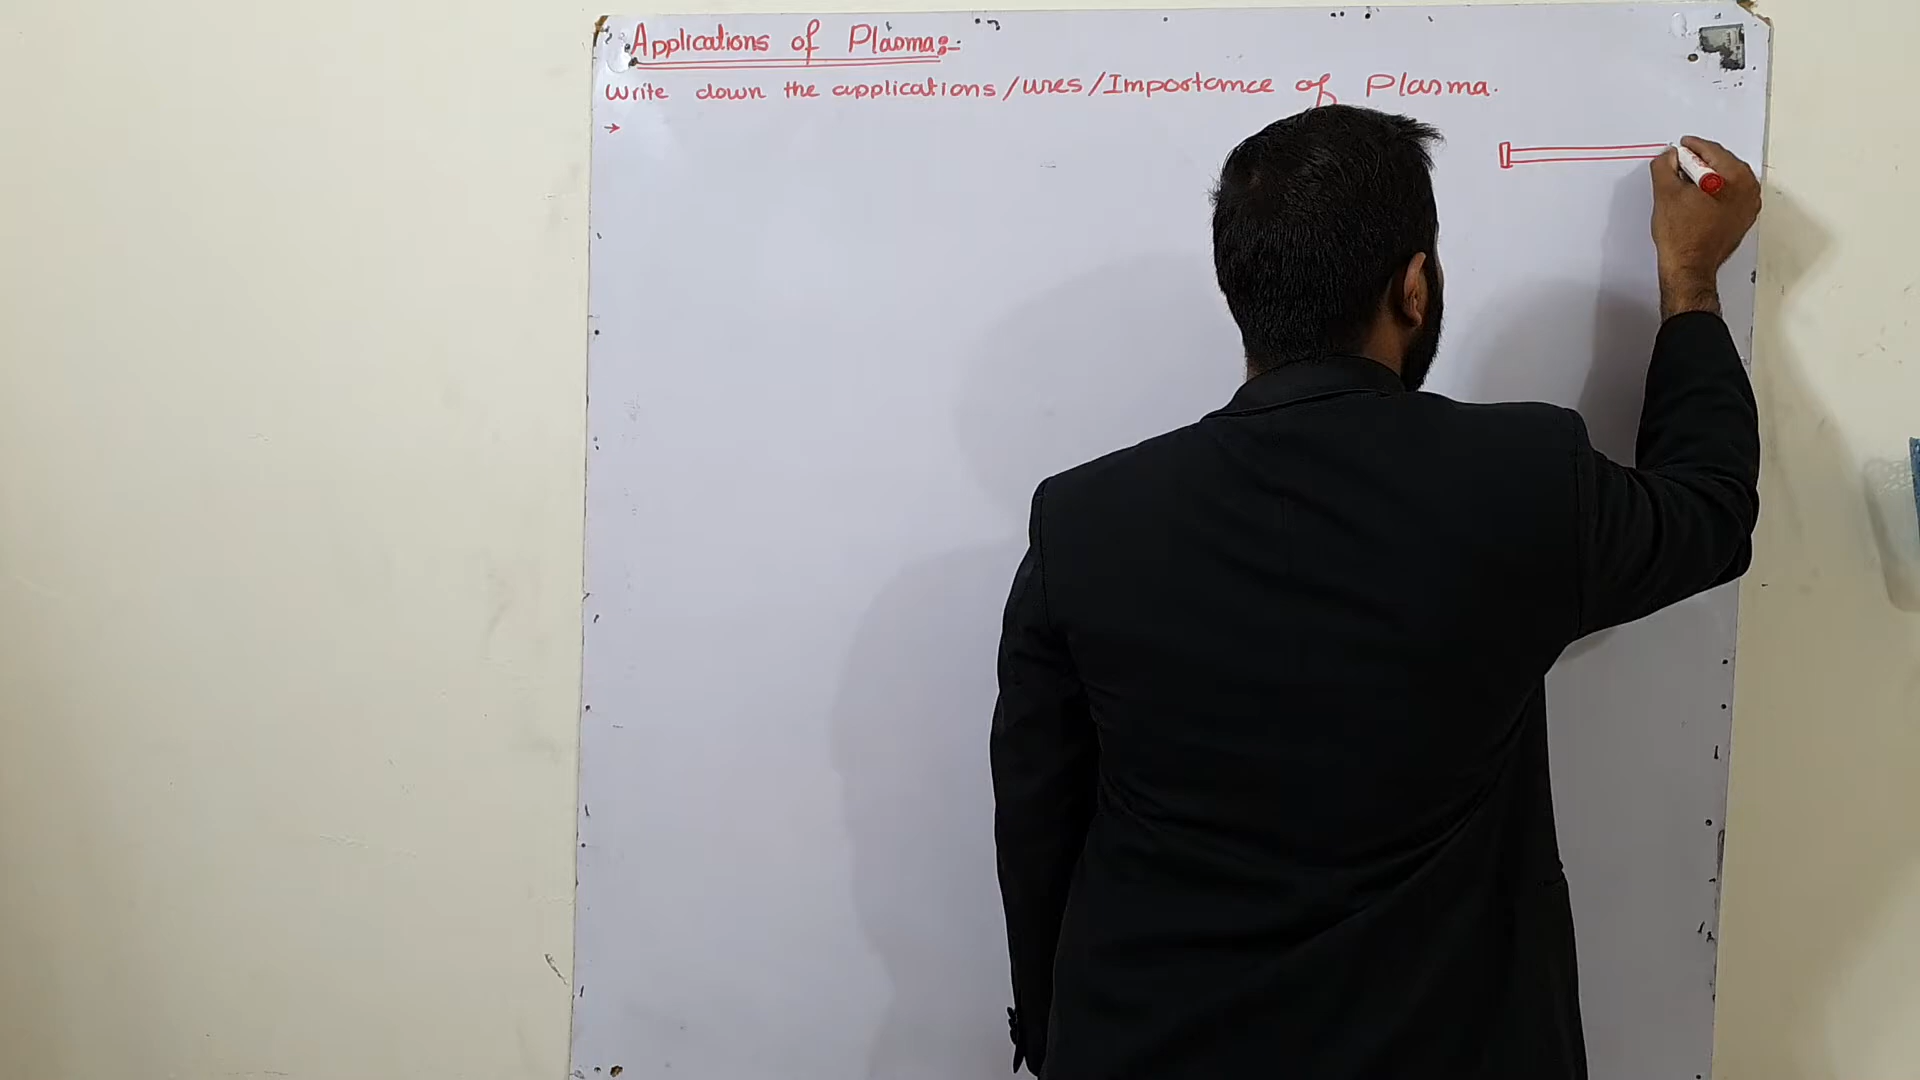 Applications of Plasma:-
Write down the applications/uses/Importance of Plasma.
→